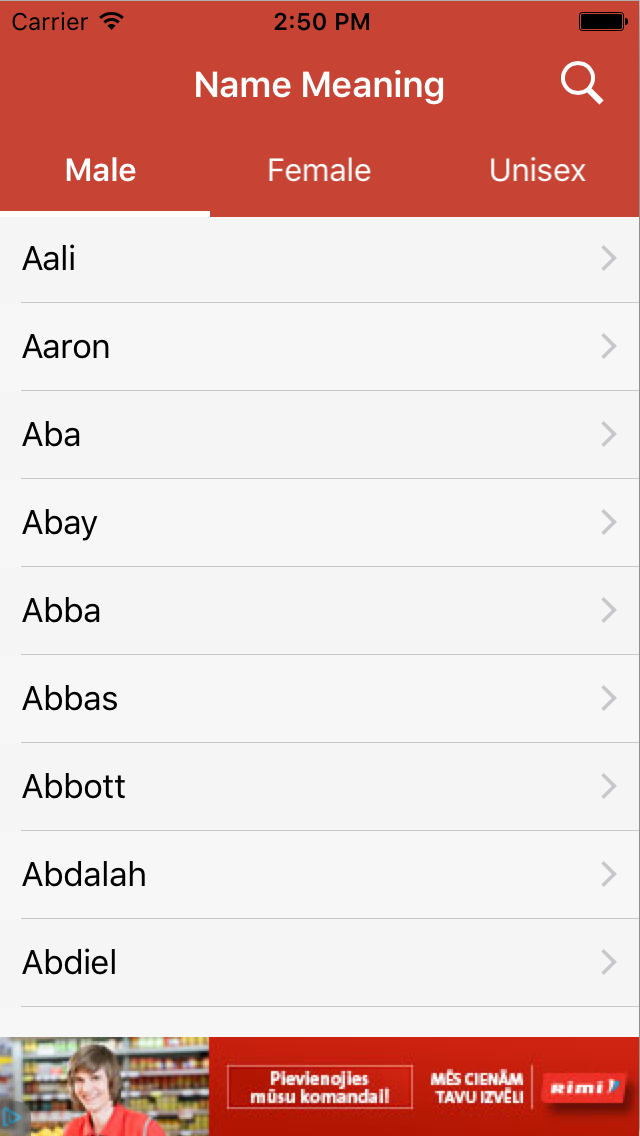 Carrier 2:50 PM
Name Meaning
Male Female Unisex
Aali
Aaron
Aba
Abay
Abba
Abbas
Abbott
Abdalah
Abdiel
Pievienojies
mūsu komandai!
MĒS CIENĀM
TAVU IZVĒLI
Rimi